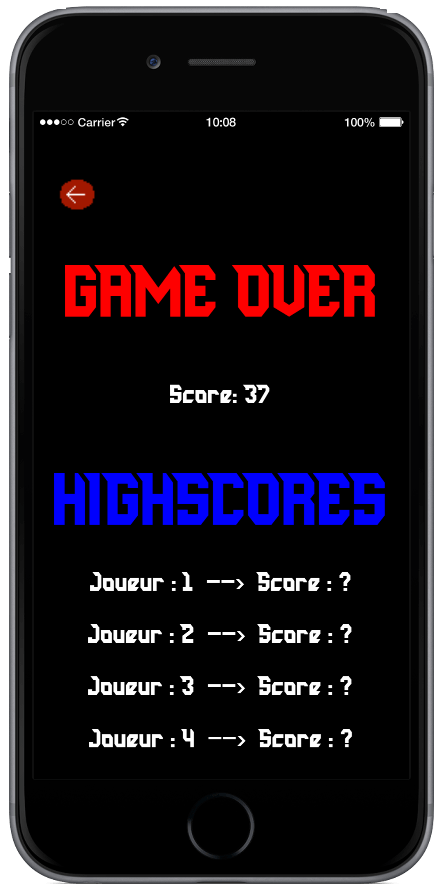 Carrier 10:08 100%
GAME OVER
Score: 37
HIGHSCORES
Joueur : 1 --> Score : ?
Joueur : 2 --> Score : ?
Joueur : 3 --> Score : ?
Joueur : 4 --> Score : ?